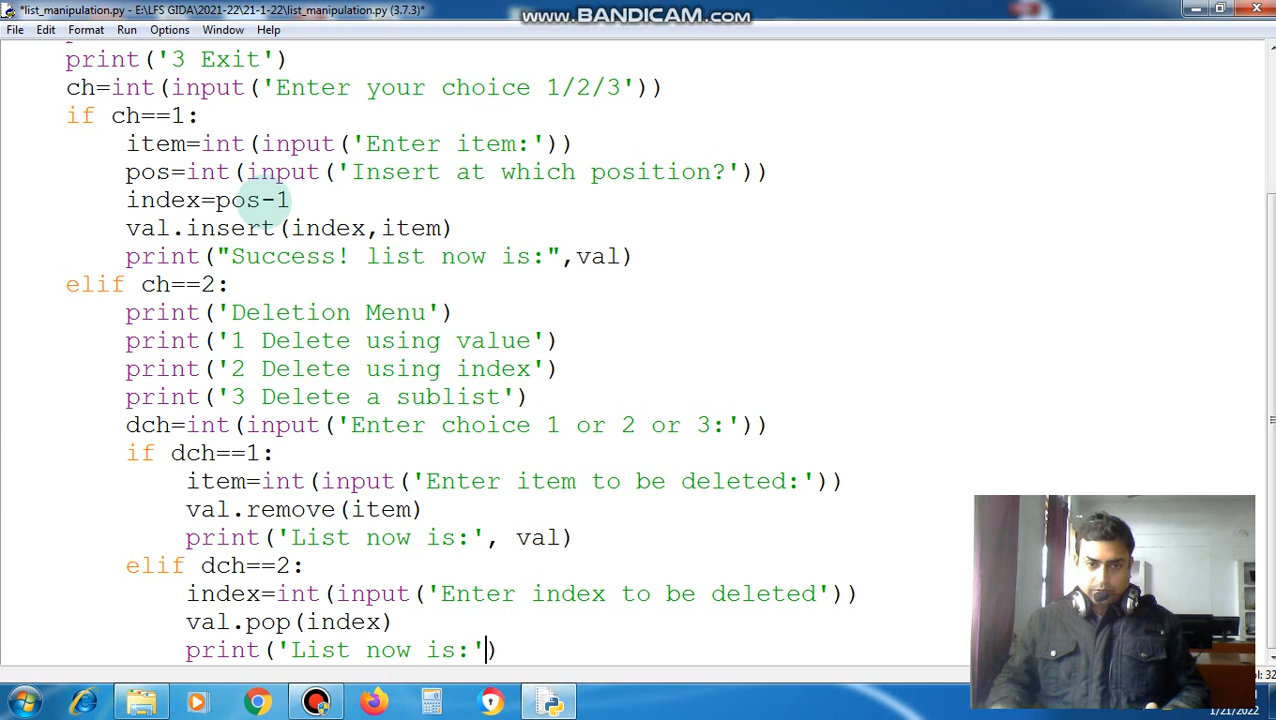 *list_manipulation.py - E:\LFS GIDA\2021-22\21-1-22\list_manipulation.py (3.7.3)*
www.BANDICAM.com
File Edit Format Run Options Window Help
print('3 Exit')
ch=int(input('Enter your choice 1/2/3'))
if ch==1:
item=int(input('Enter item:'))
pos=int(input('Insert at which position?'))
index=pos-1
val.insert(index,item)
print("Success! list now is:",val)
elif ch==2:
print('Deletion Menu')
print('1 Delete using value')
print('2 Delete using index')
print('3 Delete a sublist')
dch=int(input('Enter choice 1 or 2 or 3:'))
if dch==1:
item=int(input('Enter item to be deleted:'))
val.remove(item)
print('List now is:', val)
elif dch==2:
index=int(input('Enter index to be deleted'))
val.pop(index)
print('List now is:')
ol: 32
1/21/2022